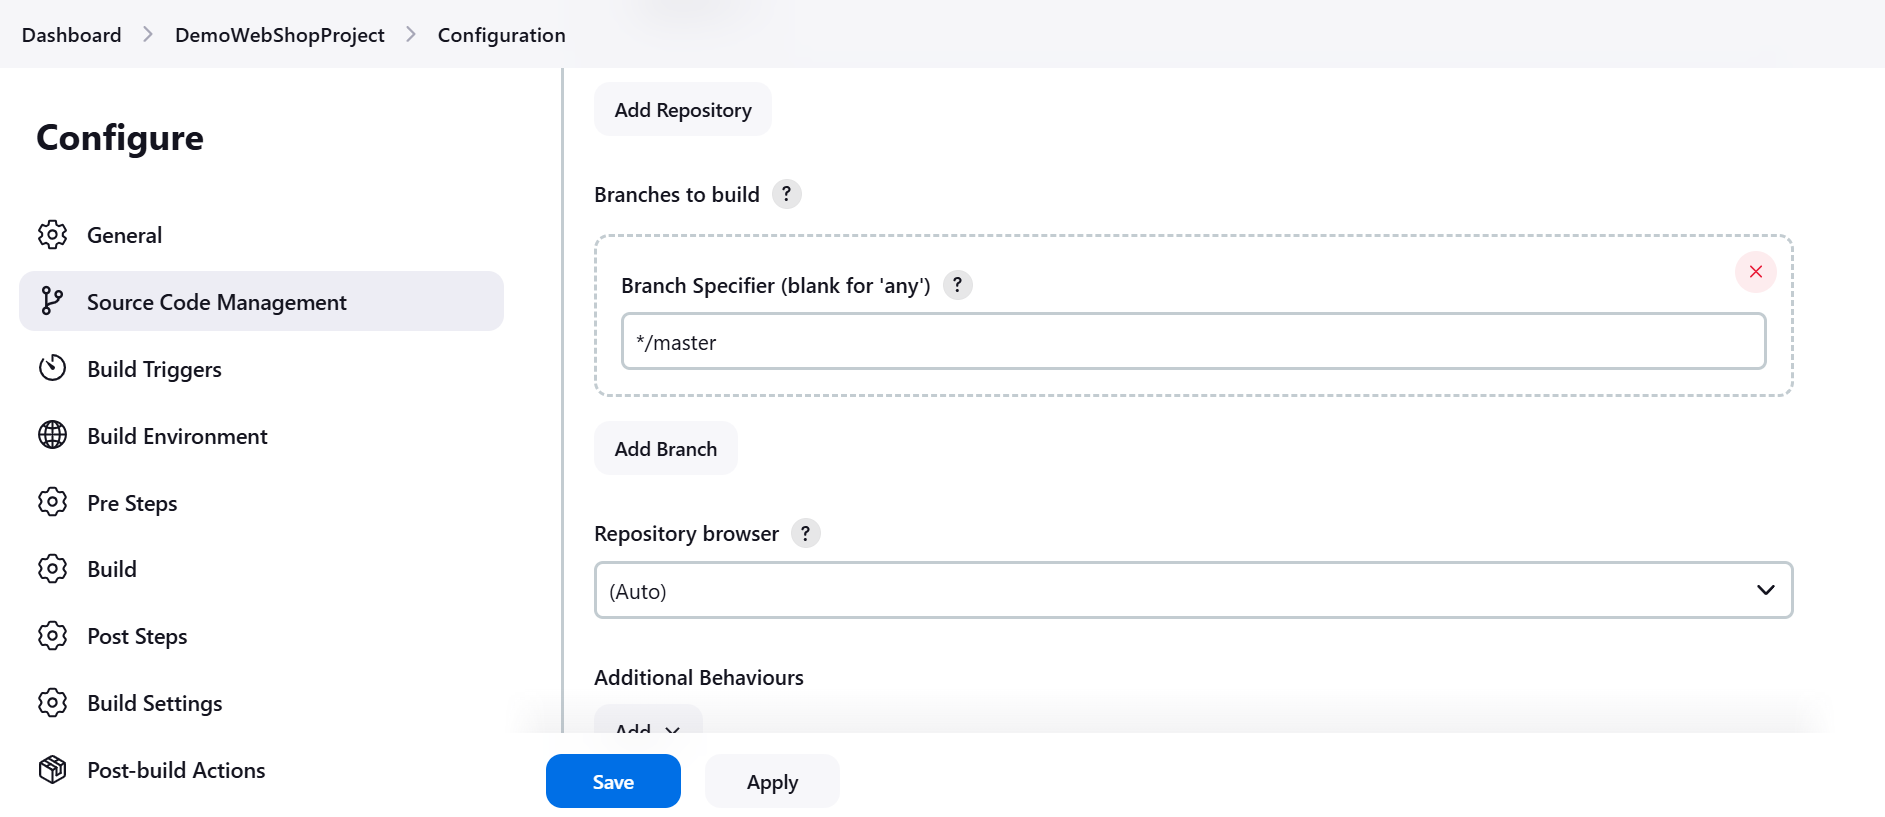 Dashboard > DemoWebShopProject > Configuration
Configure
General
Source Code Management
Build Triggers
Build Environment
Pre Steps
Build
Post Steps
Build Settings
Post-build Actions
Add Repository
Branches to build ?
Branch Specifier (blank for 'any') ?
*/master
Add Branch
Repository browser ?
(Auto)
Additional Behaviours
Add
Save Apply